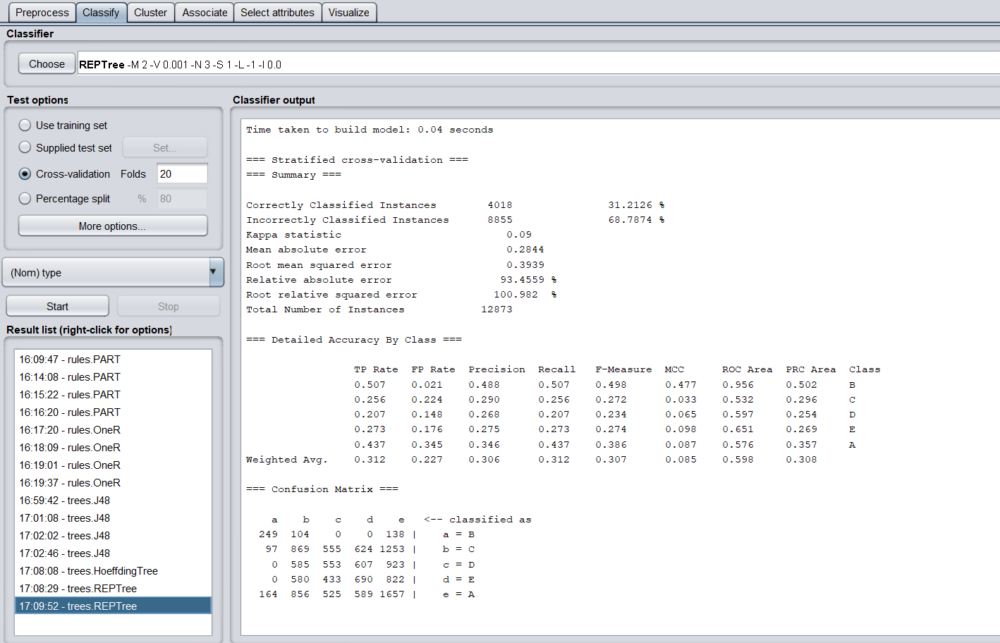 Preprocess Classify Cluster Associate Select attributes Visualize
Classifier
Choose REPTree -M 2 -V 0.001 -N 3 -S 1 -L -1 -I 0.0
Test options
Use training set
Supplied test set Set...
Cross-validation Folds 20
Percentage split % 80
More options...
(Nom) type
Start Stop
Result list (right-click for options)
16:09:47 - rules.PART
16:14:08 - rules.PART
16:15:22 - rules.PART
16:16:20 - rules.PART
16:17:20 - rules.OneR
16:18:09 - rules.OneR
16:19:01 - rules.OneR
16:19:37 - rules.OneR
16:59:42 - trees.J48
17:01:08 - trees.J48
17:02:02 - trees.J48
17:02:46 - trees.J48
17:08:08 - trees.HoeffdingTree
17:08:29 - trees.REPTree
17:09:52 - trees.REPTree
Classifier output
Time taken to build model: 0.04 seconds
=== Stratified cross-validation ===
=== Summary ===
Correctly Classified Instances 4018 31.2126 %
Incorrectly Classified Instances 8855 68.7874 %
Kappa statistic 0.09
Mean absolute error 0.2844
Root mean squared error 0.3939
Relative absolute error 93.4559 %
Root relative squared error 100.982 %
Total Number of Instances 12873
=== Detailed Accuracy By Class ===
TP Rate FP Rate Precision Recall F-Measure MCC ROC Area PRC Area Class
0.507 0.021 0.488 0.507 0.498 0.477 0.956 0.502 B
0.256 0.224 0.290 0.256 0.272 0.033 0.532 0.296 C
0.207 0.148 0.268 0.207 0.234 0.065 0.597 0.254 D
0.273 0.176 0.275 0.273 0.274 0.098 0.651 0.269 E
0.437 0.345 0.346 0.437 0.386 0.087 0.576 0.357 A
Weighted Avg. 0.312 0.227 0.306 0.312 0.307 0.085 0.598 0.308
=== Confusion Matrix ===
a b c d e <-- classified as
249 104 0 0 138 | a = B
97 869 555 624 1253 | b = C
0 585 553 607 923 | c = D
0 580 433 690 822 | d = E
164 856 525 589 1657 | e = A